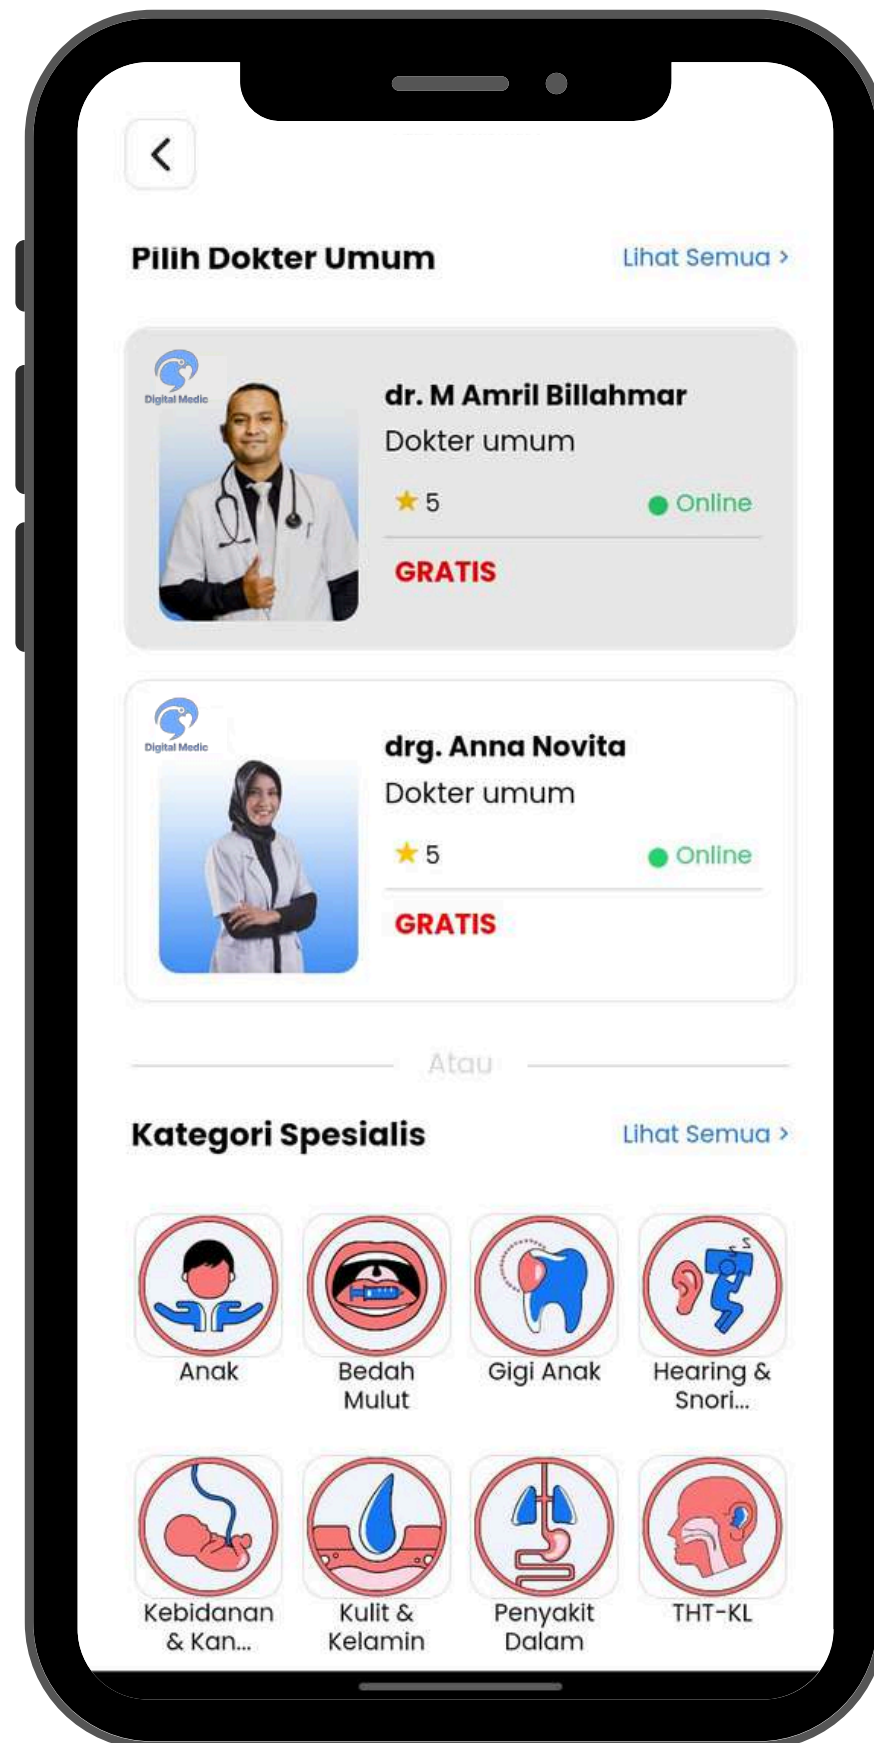 Pilih Dokter Umum
Lihat Semua >
Digital Medic
dr. M Amril Billahmar
Dokter umum
5
Online
GRATIS
Digital Medic
drg. Anna Novita
Dokter umum
5
Online
GRATIS
Atau
Kategori Spesialis
Lihat Semua >
Anak
Bedah
Mulut
Gigi Anak
Hearing &
Snori...
Kebidanan
& Kan...
Kulit &
Kelamin
Penyakit
Dalam
THT-KL